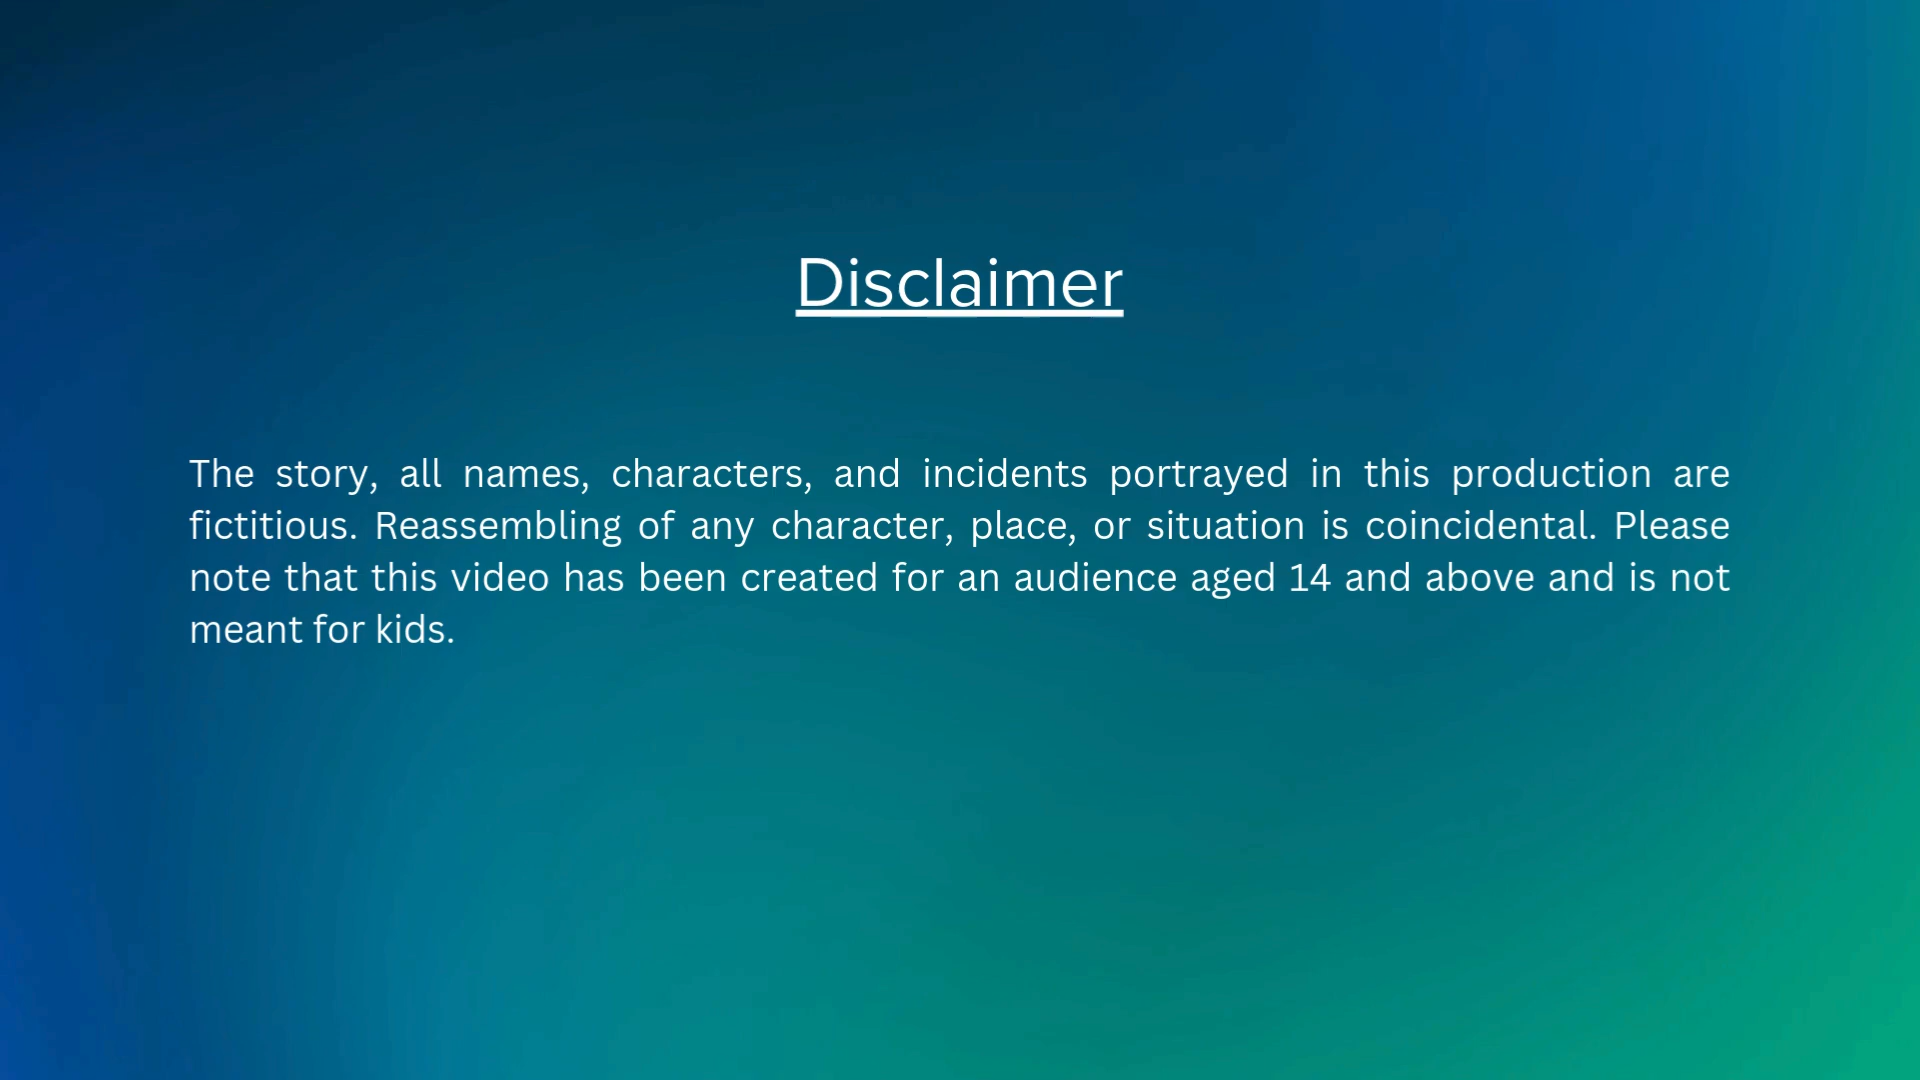 Disclaimer
The story, all names, characters, and incidents portrayed in this production are
fictitious. Reassembling of any character, place, or situation is coincidental. Please
note that this video has been created for an audience aged 14 and above and is not
meant for kids.